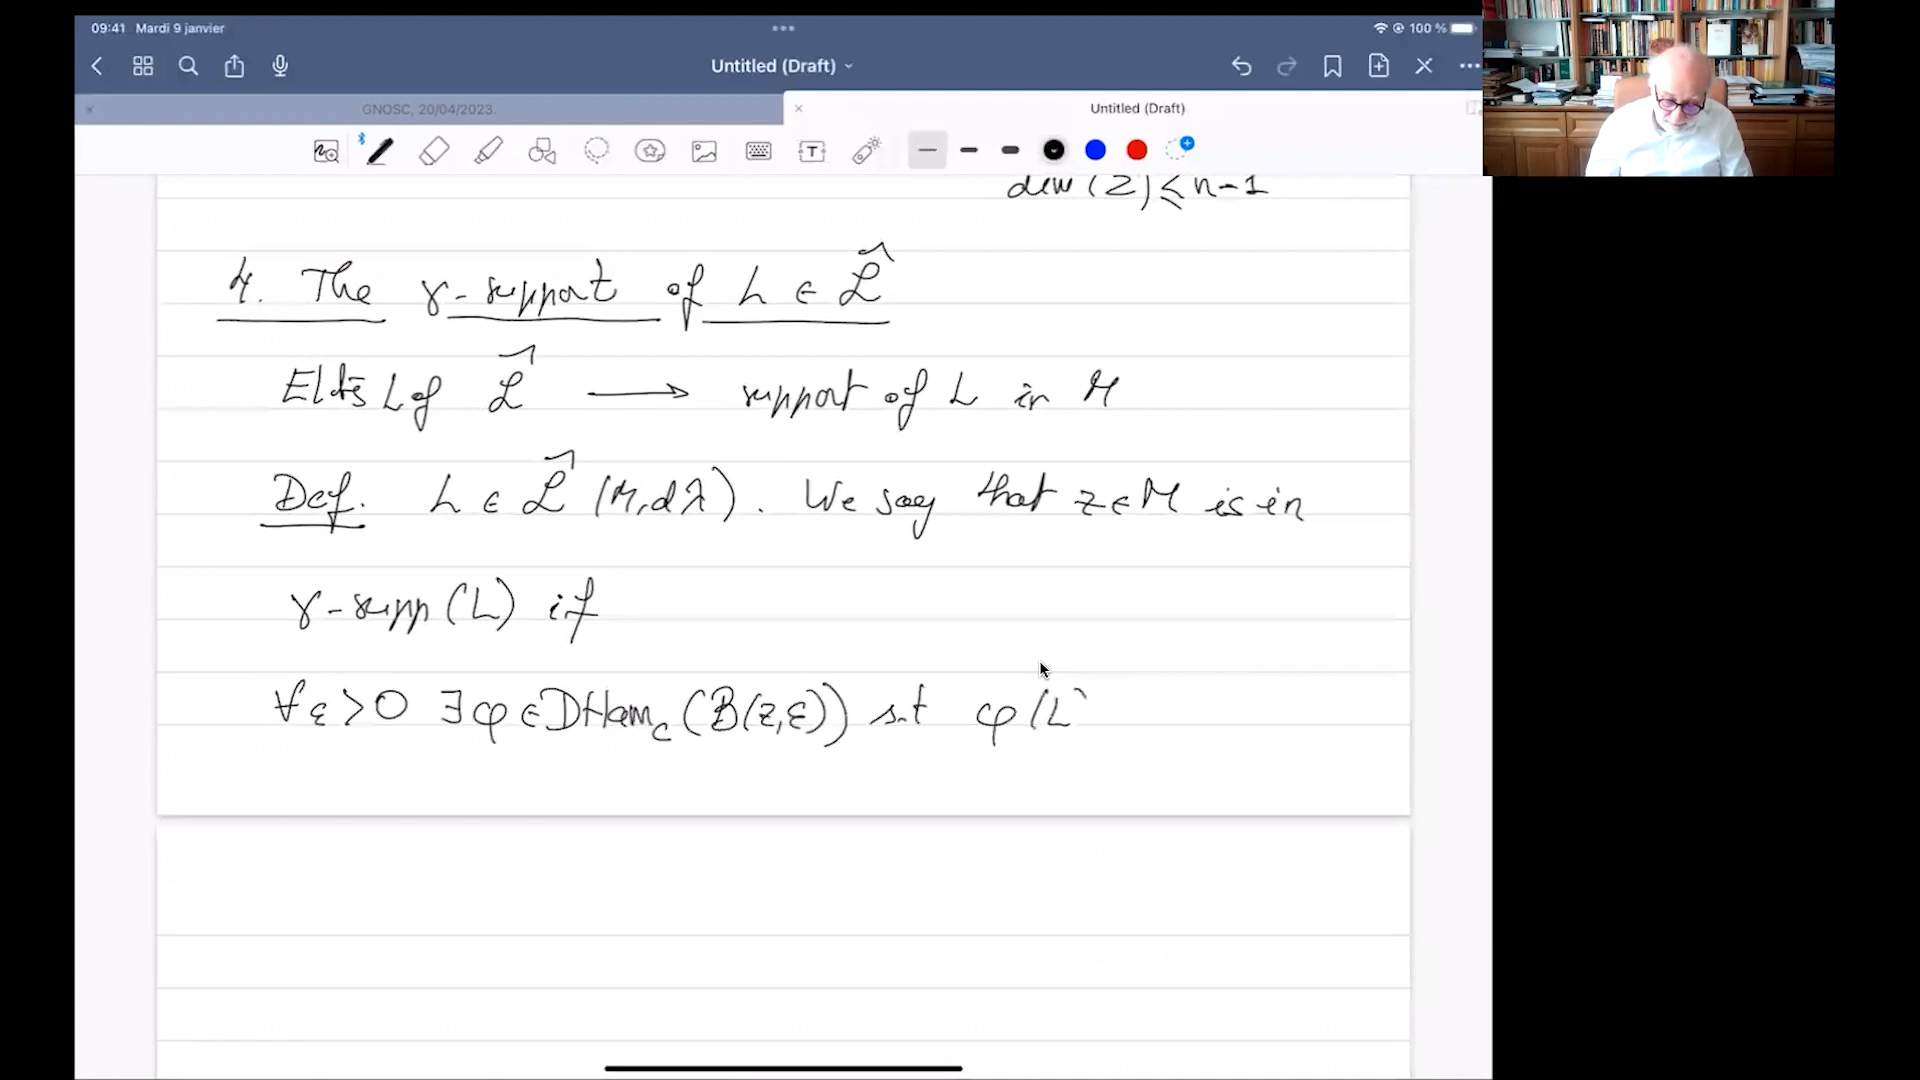 09:41 Mardi 9 janvier
100 %
Untitled (Draft)
GNOSC, 20/04/2023.
Untitled (Draft)
dim (Z) ≤ n-1
4. The γ-support of L ∈ 𝓛̂
Elts L of 𝓛̂ ⟶ support of L in M
Def. L ∈ 𝓛̂ (M, dλ). We say that z ∈ M is in
γ-supp (L) if
∀ε > 0 ∃ φ ∈ DHam_c (B(z,ε)) s.t φ(L)